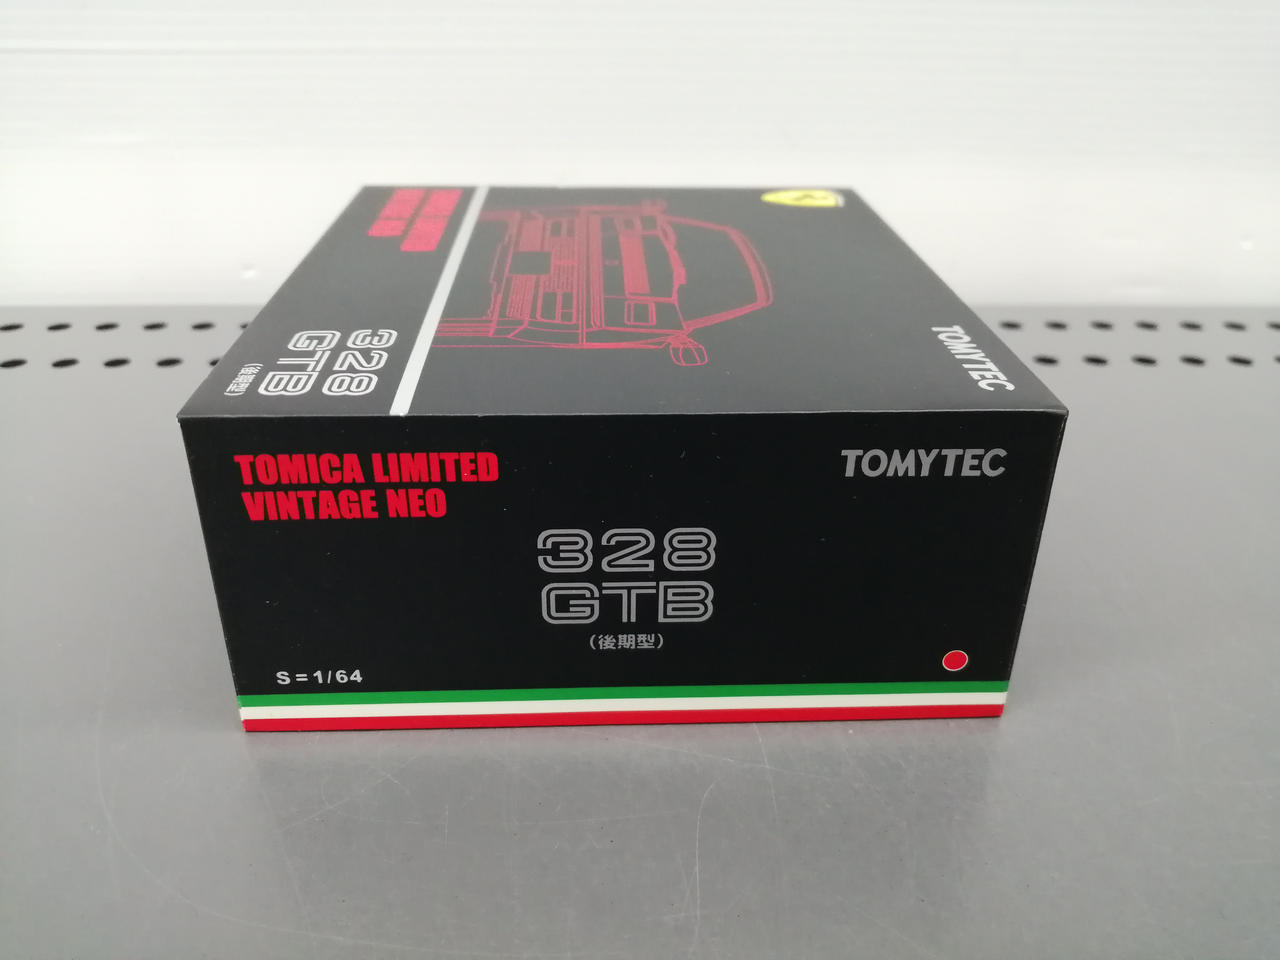 328
GTB
(後期型)
TOMYTEC
TOMICA LIMITED
VINTAGE NEO
TOMYTEC
328
GTB
(後期型)
S=1/64